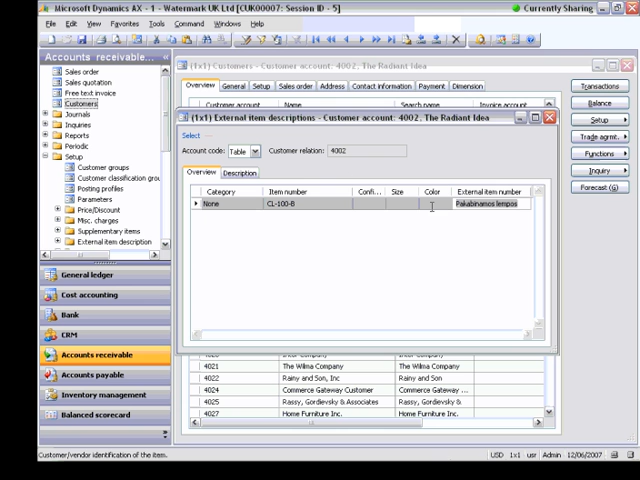 Microsoft Dynamics AX - 1 - Watermark UK Ltd [CUK00007: Session ID - 5]
Currently Sharing
File Edit View Favorites Tools Command Windows Help
Accounts receivable...
Sales order
Sales quotation
Free text invoice
Customers
Journals
Inquiries
Reports
Periodic
Setup
Customer groups
Customer classification grou
Posting profiles
Parameters
Price/Discount
Misc. charges
Supplementary items
External item description
General ledger
Cost accounting
Bank
CRM
Accounts receivable
Accounts payable
Inventory management
Balanced scorecard
(1x1) Customers - Customer account: 4002, The Radiant Idea
Overview General Setup Sales order Address Contact information Payment Dimension
Customer account Name Search name Invoice account
(1x1) External item descriptions - Customer account: 4002, The Radiant Idea
Select
Account code: Table Customer relation: 4002
Overview Description
Category Item number Confi... Size Color External item number
None CL-100-B Pakabinamos lempos
4021 The Wilma Company The Wilma Company
4022 Rainy and Son, Inc Rainy and Son
4024 Commerce Gateway Customer Commerce Gateway ...
4025 Rassy, Gordievsky & Associates Rassy, Gordievsky &
4027 Home Furniture Inc. Home Furniture Inc.
Transactions
Balance
Setup
Trade agrmt.
Functions
Inquiry
Forecast (G)
Customer/vendor identification of the item.
USD 1x1 usr Admin 12/06/2007